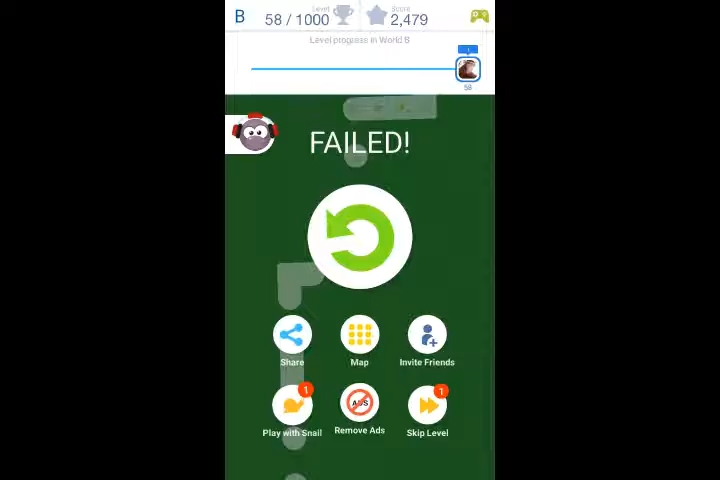 B
Level
58 / 1000
Score
2,479
Level progress in World B
58
FAILED!
Share
Map
Invite Friends
1
ADS
1
Play with Snail
Remove Ads
Skip Level